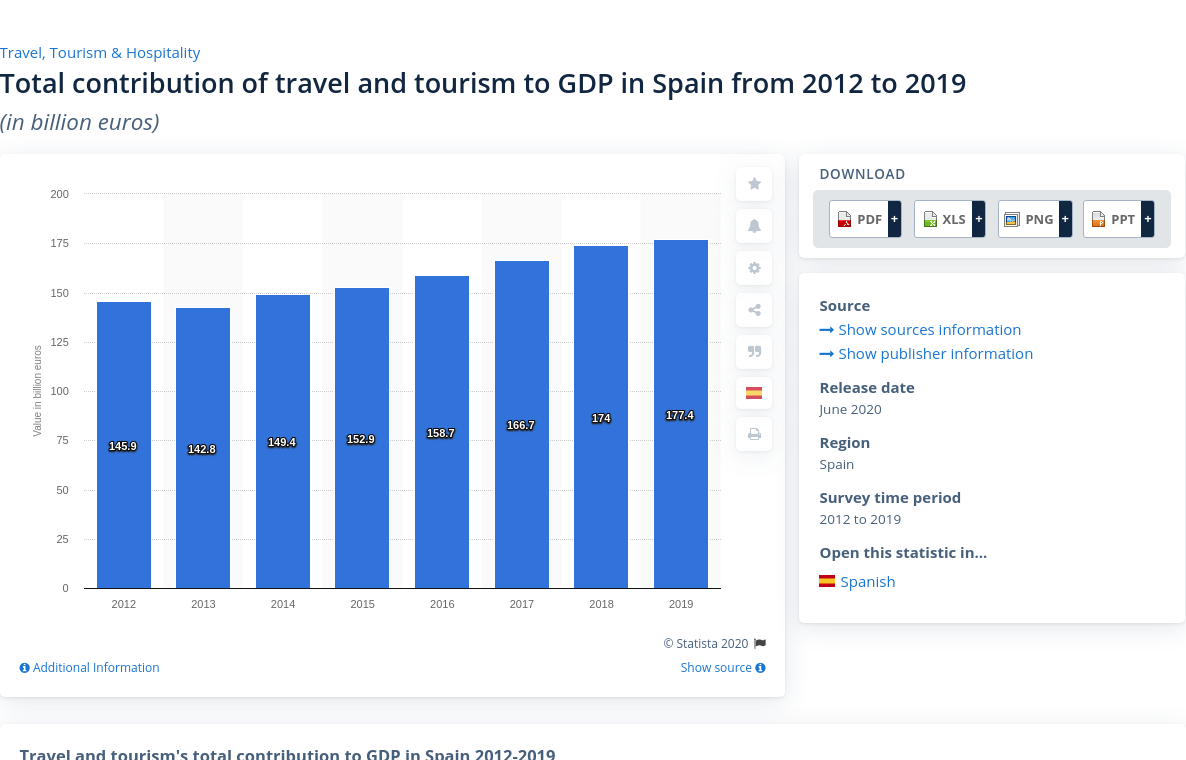 Travel, Tourism & Hospitality
Total contribution of travel and tourism to GDP in Spain from 2012 to 2019
(in billion euros)
200
175
150
125
100
75
50
25
0
Value in billion euros
145.9
142.8
149.4
152.9
158.7
166.7
174
177.4
2012 2013 2014 2015 2016 2017 2018 2019
© Statista 2020
Additional Information
Show source
DOWNLOAD
PDF + XLS + PNG + PPT +
Source
Show sources information
Show publisher information
Release date
June 2020
Region
Spain
Survey time period
2012 to 2019
Open this statistic in...
Spanish
Travel and tourism's total contribution to GDP in Spain 2012-2019